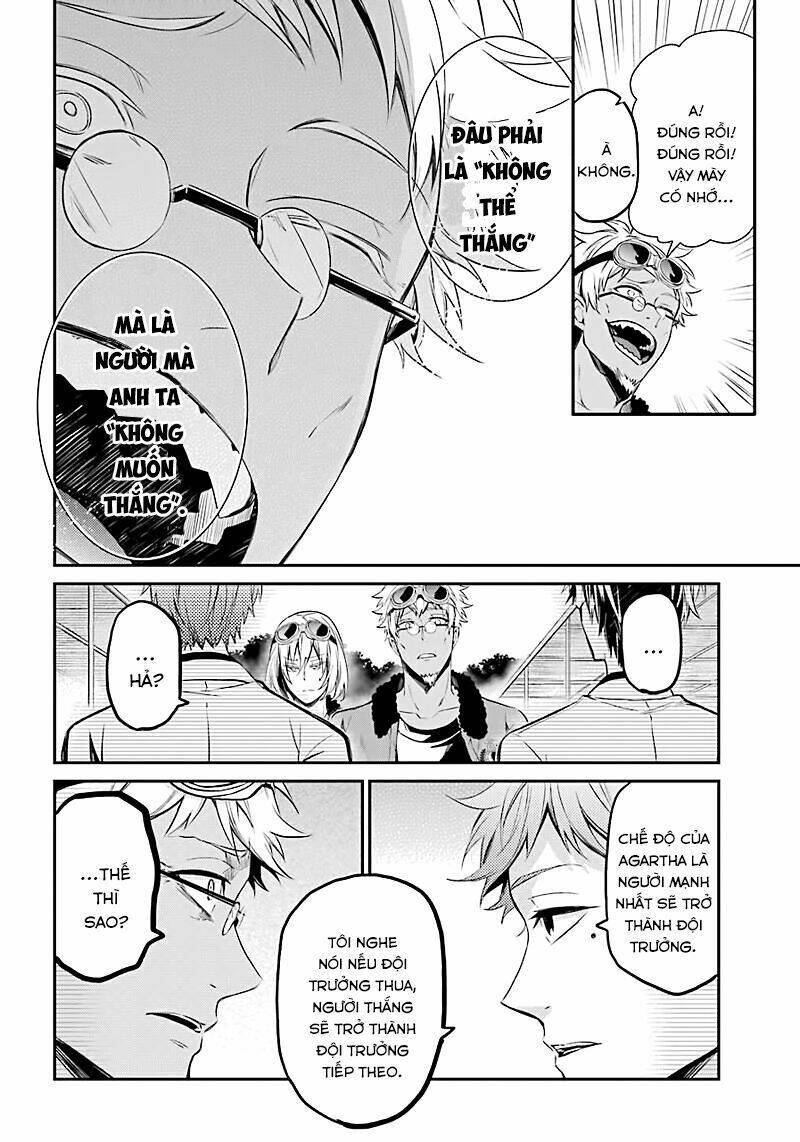 A!
ĐÚNG RỒI!
ĐÚNG RỒI!
VẬY MÀY
CÓ NHỚ...
À
KHÔNG.
ĐÂU PHẢI
LÀ "KHÔNG
THỂ
THẮNG"
MÀ LÀ
NGƯỜI MÀ
ANH TA
"KHÔNG
MUỐN
THẮNG".
...
...
HẢ?
CHẾ ĐỘ CỦA
AGARTHA LÀ
NGƯỜI MẠNH
NHẤT SẼ TRỞ
THÀNH ĐỘI
TRƯỞNG.
TÔI NGHE
NÓI NẾU ĐỘI
TRƯỞNG THUA,
NGƯỜI THẮNG
SẼ TRỞ THÀNH
ĐỘI TRƯỞNG
TIẾP THEO.
...THẾ
THÌ
SAO?